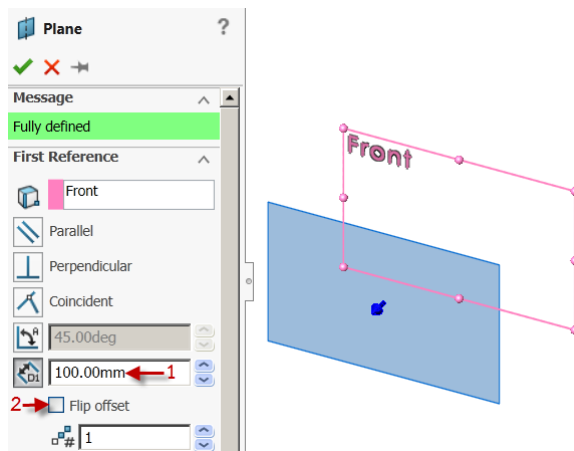 Plane ?
Message
Fully defined
First Reference
Front
Parallel
Perpendicular
Coincident
A
45.00deg
D1 100.00mm 1
2 Flip offset
# 1
Front